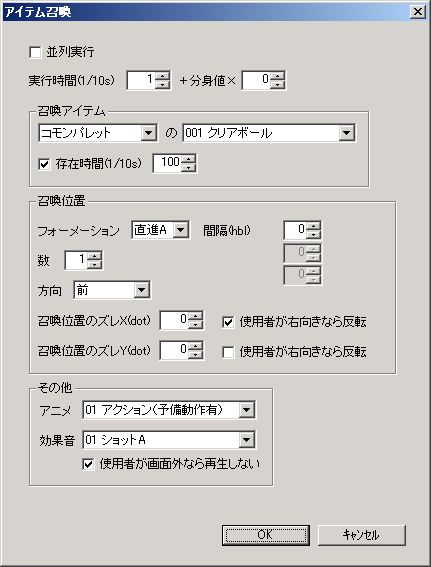 アイテム召喚
並列実行
実行時間(1/10s) 1 +分身値× 0
召喚アイテム
コモンパレット の 001 クリアボール
存在時間(1/10s) 100
召喚位置
フォーメーション 直進A 間隔(hbl) 0
数 1 0
0
方向 前
召喚位置のズレX(dot) 0 使用者が右向きなら反転
召喚位置のズレY(dot) 0 使用者が右向きなら反転
その他
アニメ 01 アクション(予備動作有)
効果音 01 ショットA
使用者が画面外なら再生しない
OK キャンセル